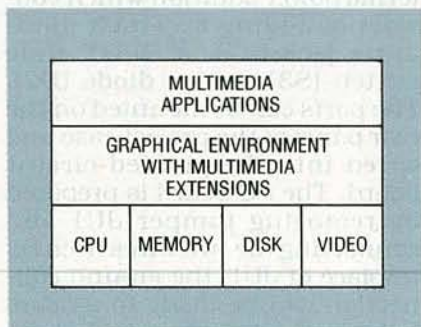 MULTIMEDIA
APPLICATIONS
GRAPHICAL ENVIRONMENT
WITH MULTIMEDIA
EXTENSIONS
CPU MEMORY DISK VIDEO